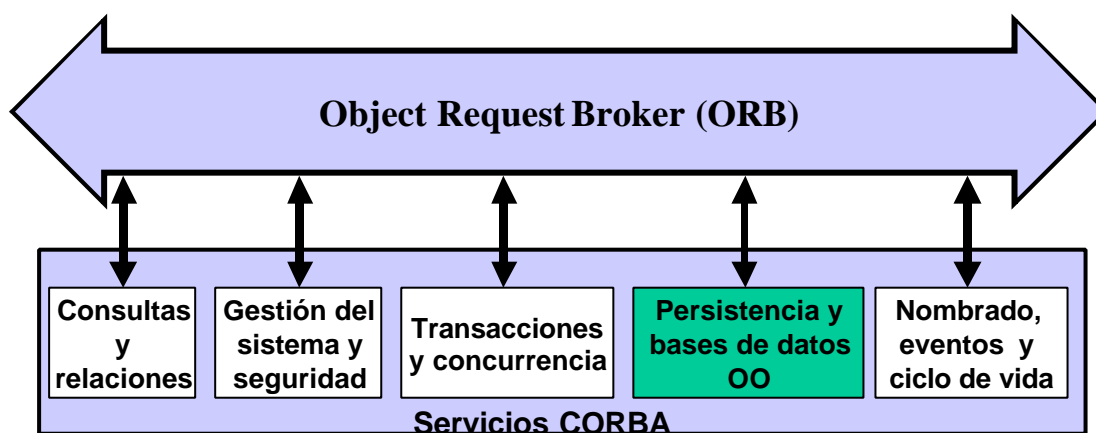 Object Request Broker (ORB)
Consultas
y
relaciones
Gestión del
sistema y
seguridad
Transacciones
y concurrencia
Persistencia y
bases de datos
OO
Nombrado,
eventos y
ciclo de vida
Servicios CORBA